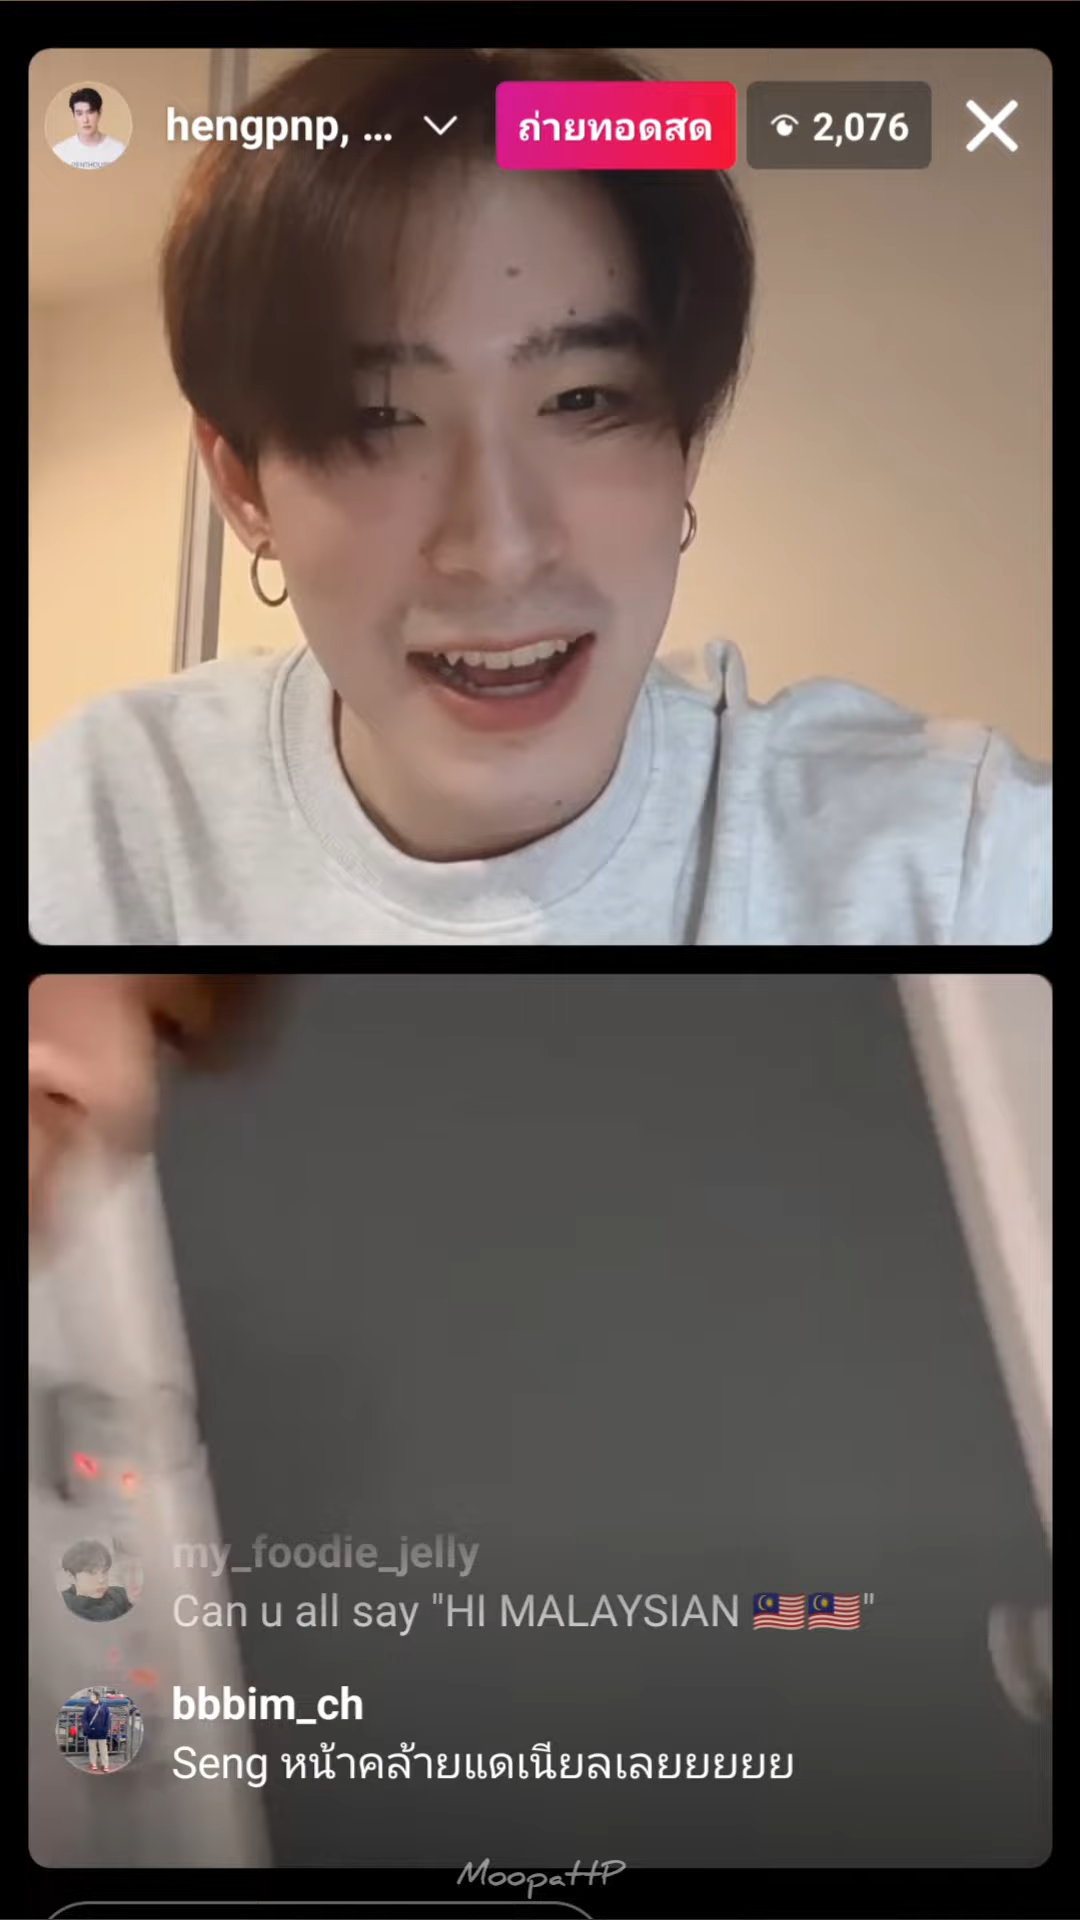 hengpnp, ...
ถ่ายทอดสด
2,076
PENTHOUSE
my_foodie_jelly
Can u all say "HI MALAYSIAN 🇲🇾🇲🇾"
bbbim_ch
Seng หน้าคล้ายแดเนียลเลยยยยยย
MoopaHP